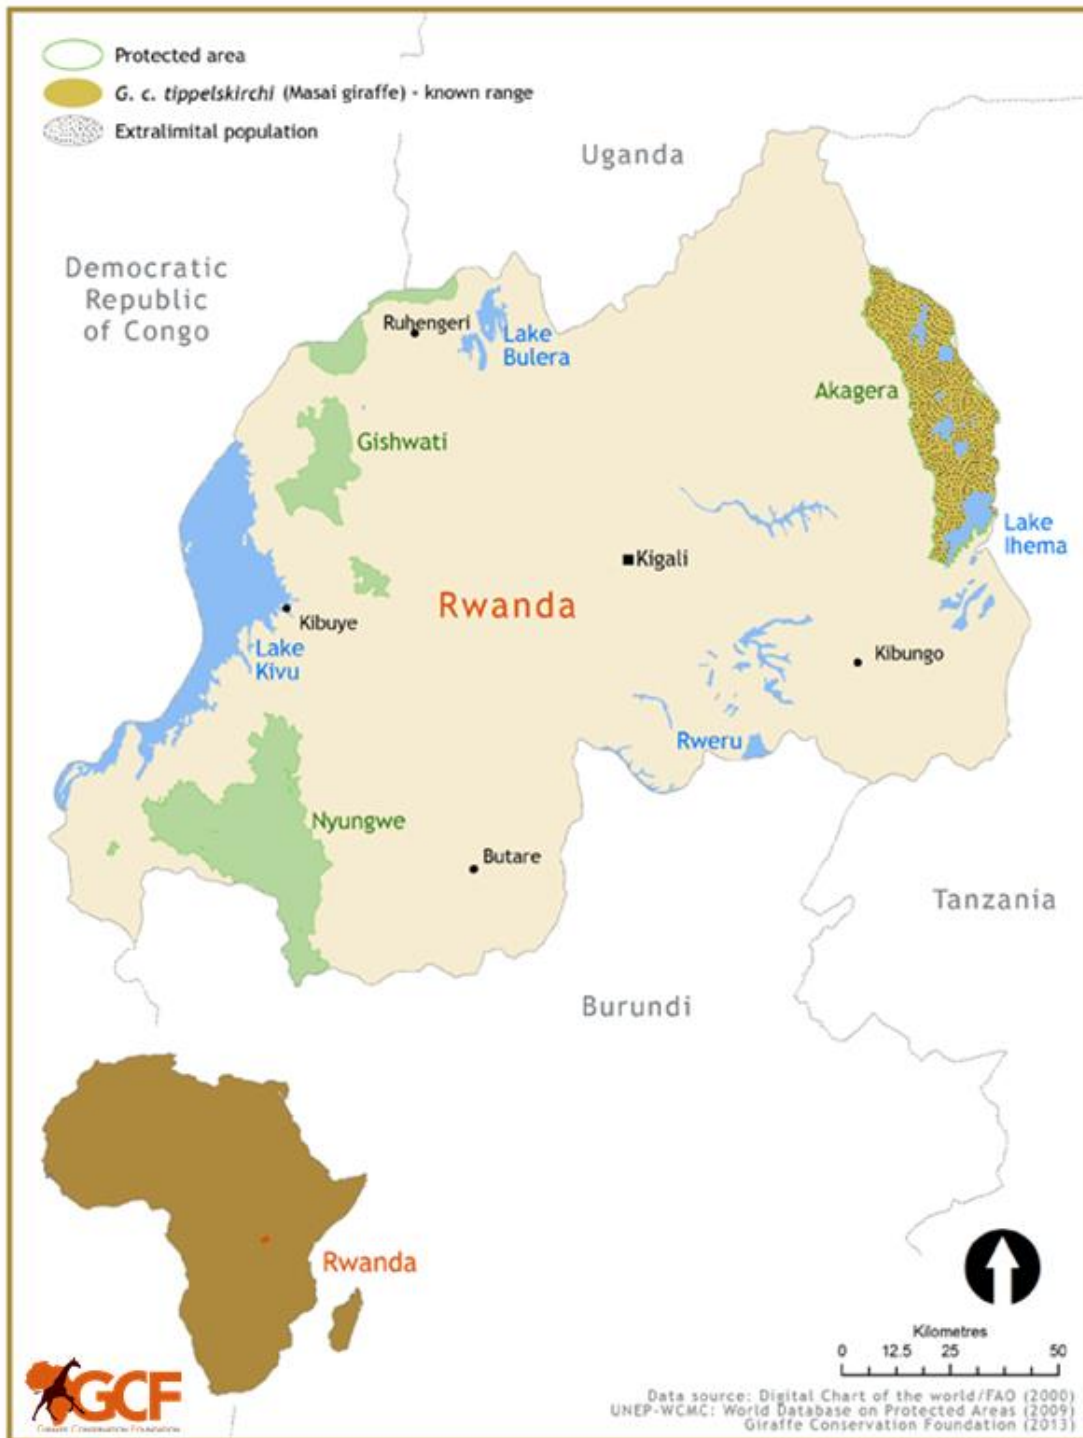 Protected area
G. c. tippelskirchi (Masai giraffe) - known range
Extralimital population
Uganda
Democratic
Republic
of Congo
Ruhengeri
Lake
Bulera
Akagera
Gishwati
Lake
Ihema
Kigali
Rwanda
Kibuye
Lake
Kivu
Kibungo
Rweru
Nyungwe
Butare
Tanzania
Burundi
Rwanda
Kilometres
0 12.5 25 50
GCF
GIRAFFE CONSERVATION FOUNDATION
Data source: Digital Chart of the world/FAO (2000)
UNEP-WCMC: World Database on Protected Areas (2009)
Giraffe Conservation Foundation (2013)